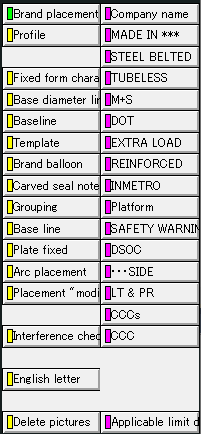 Brand placement
Company name
Profile
MADE IN ***
STEEL BELTED
Fixed form chara
TUBELESS
Base diameter lin
M+S
Baseline
DOT
Template
EXTRA LOAD
Brand balloon
REINFORCED
Carved seal note
INMETRO
Grouping
Platform
Base line
SAFETY WARNIN
Plate fixed
DSOC
Arc placement
･･･SIDE
Placement "modi
LT & PR
CCCs
Interference chec
CCC
English letter
Delete pictures
Applicable limit d